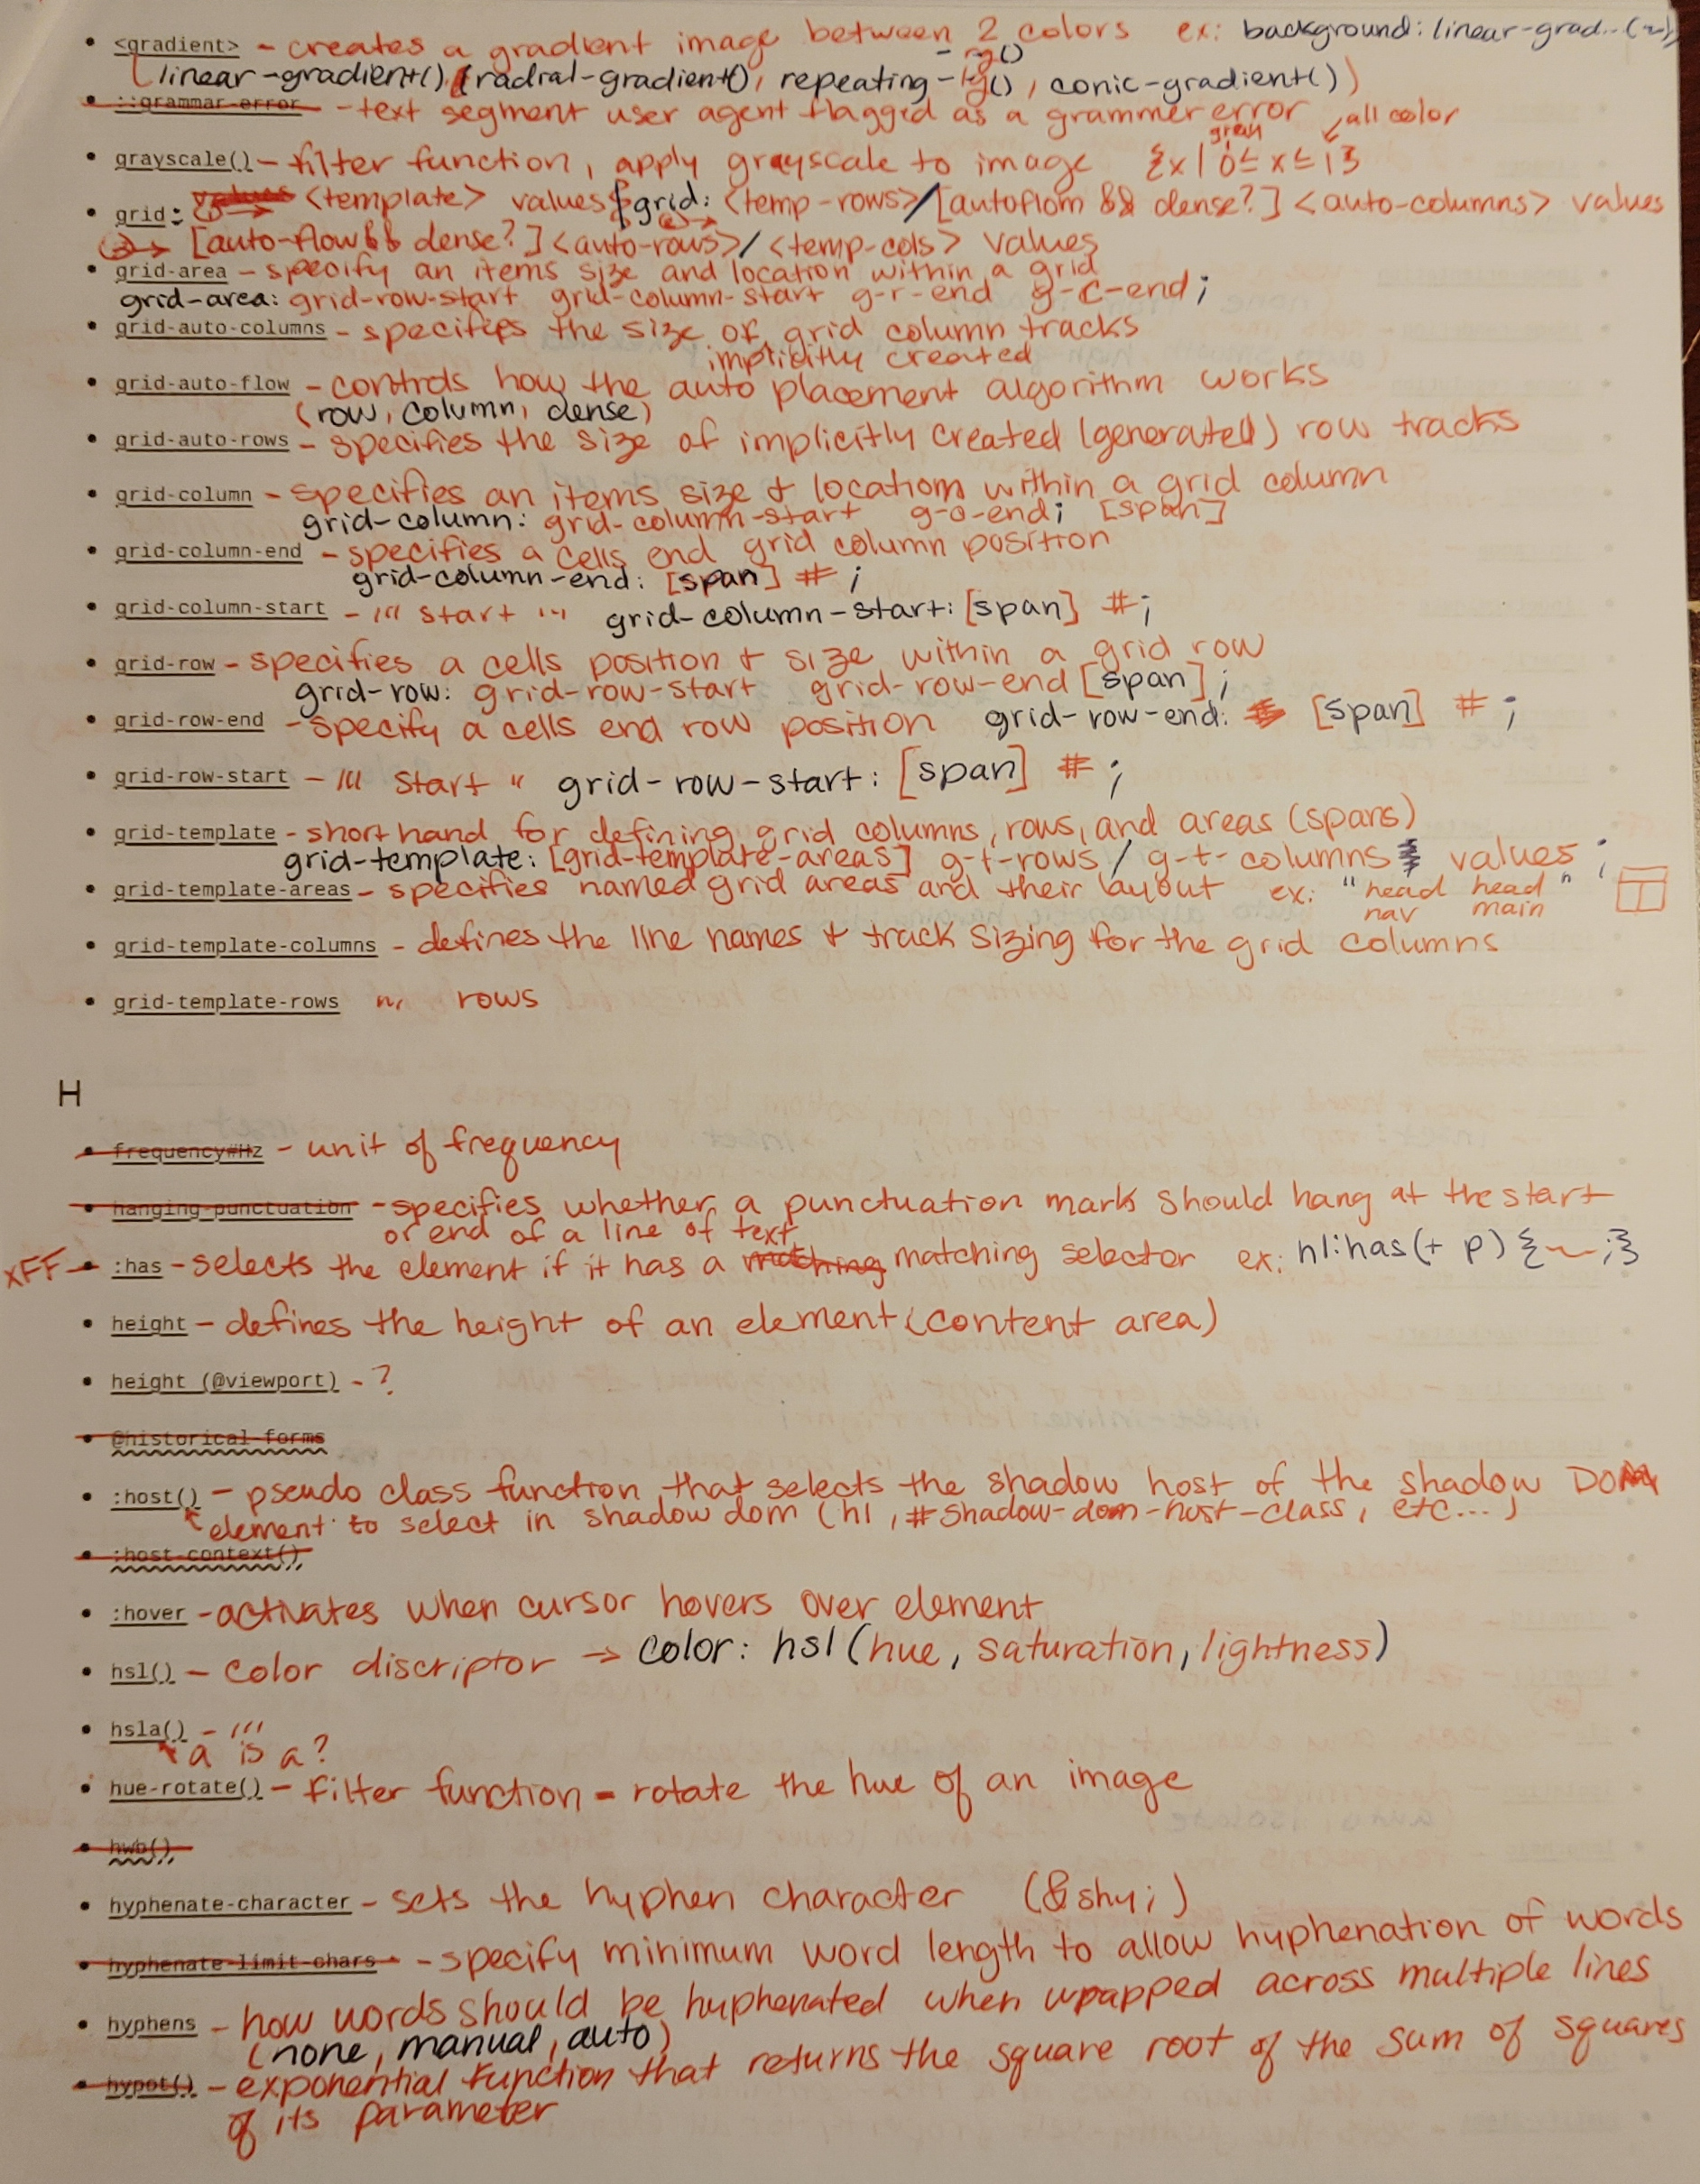 • <gradient> - creates a gradient image between 2 colors ex: background: linear-grad..(~)
(linear-gradient(), radial-gradient(), repeating-rg(), repeating-lg(), conic-gradient())
• ::grammar-error - text segment user agent flagged as a grammer error
• grayscale() - filter function, apply grayscale to image {x | 0 ≤ x ≤ 1} gray all color
• grid: <template> values grid: <temp-rows>/[autoflom && dense?] <auto-columns> values
[auto-flow && dense?] <auto-rows>/<temp-cols> values
• grid-area - specify an items size and location within a grid
grid-area: grid-row-start grid-column-start g-r-end g-c-end;
• grid-auto-columns - specifies the size of grid column tracks
implicitly created
• grid-auto-flow - controls how the auto placement algorithm works
(row, column, dense)
• grid-auto-rows - specifies the size of implicitly created (generated) row tracks
• grid-column - specifies an items size & location within a grid column
grid-column: grid-column-start g-c-end; [span]
• grid-column-end - specifies a cells end grid column position
grid-column-end: [span] # ;
• grid-column-start - ''' start ''' grid-column-start: [span] #;
• grid-row - specifies a cells position & size within a grid row
grid-row: grid-row-start grid-row-end [span];
• grid-row-end - specify a cells end row position grid-row-end: [span] # ;
• grid-row-start - ''' start " grid-row-start: [span] # ;
• grid-template - short hand for defining grid columns, rows, and areas (spans)
grid-template: [grid-template-areas] g-t-rows / g-t-columns values ;
• grid-template-areas - specifies named grid areas and their layout ex: "head head"
nav main
• grid-template-columns - defines the line names & track sizing for the grid columns
• grid-template-rows " rows
H
• frequency#Hz - unit of frequency
• hanging-punctuation - specifies whether a punctuation mark should hang at the start
or end of a line of text
xFF • :has - selects the element if it has a matching selector ex: h1:has(+ p) {~;}
• height - defines the height of an element (content area)
• height (@viewport) - ?
• @historical-forms
• :host() - pseudo class function that selects the shadow host of the shadow DOM
element to select in shadow dom (h1, #shadow-dom-host-class, etc...)
• :host-context()
• :hover - activates when cursor hovers over element
• hsl() - color discriptor → color: hsl(hue, saturation, lightness)
• hsla() - '''
a is a?
• hue-rotate() - filter function - rotate the hue of an image
• hwb()
• hyphenate-character - sets the hyphen character (&shy;)
• hyphenate-limit-chars - specify minimum word length to allow hyphenation of words
• hyphens - how words should be hyphenated when wrapped across multiple lines
(none, manual, auto)
• hypot() - exponential function that returns the square root of the sum of squares
of its parameter